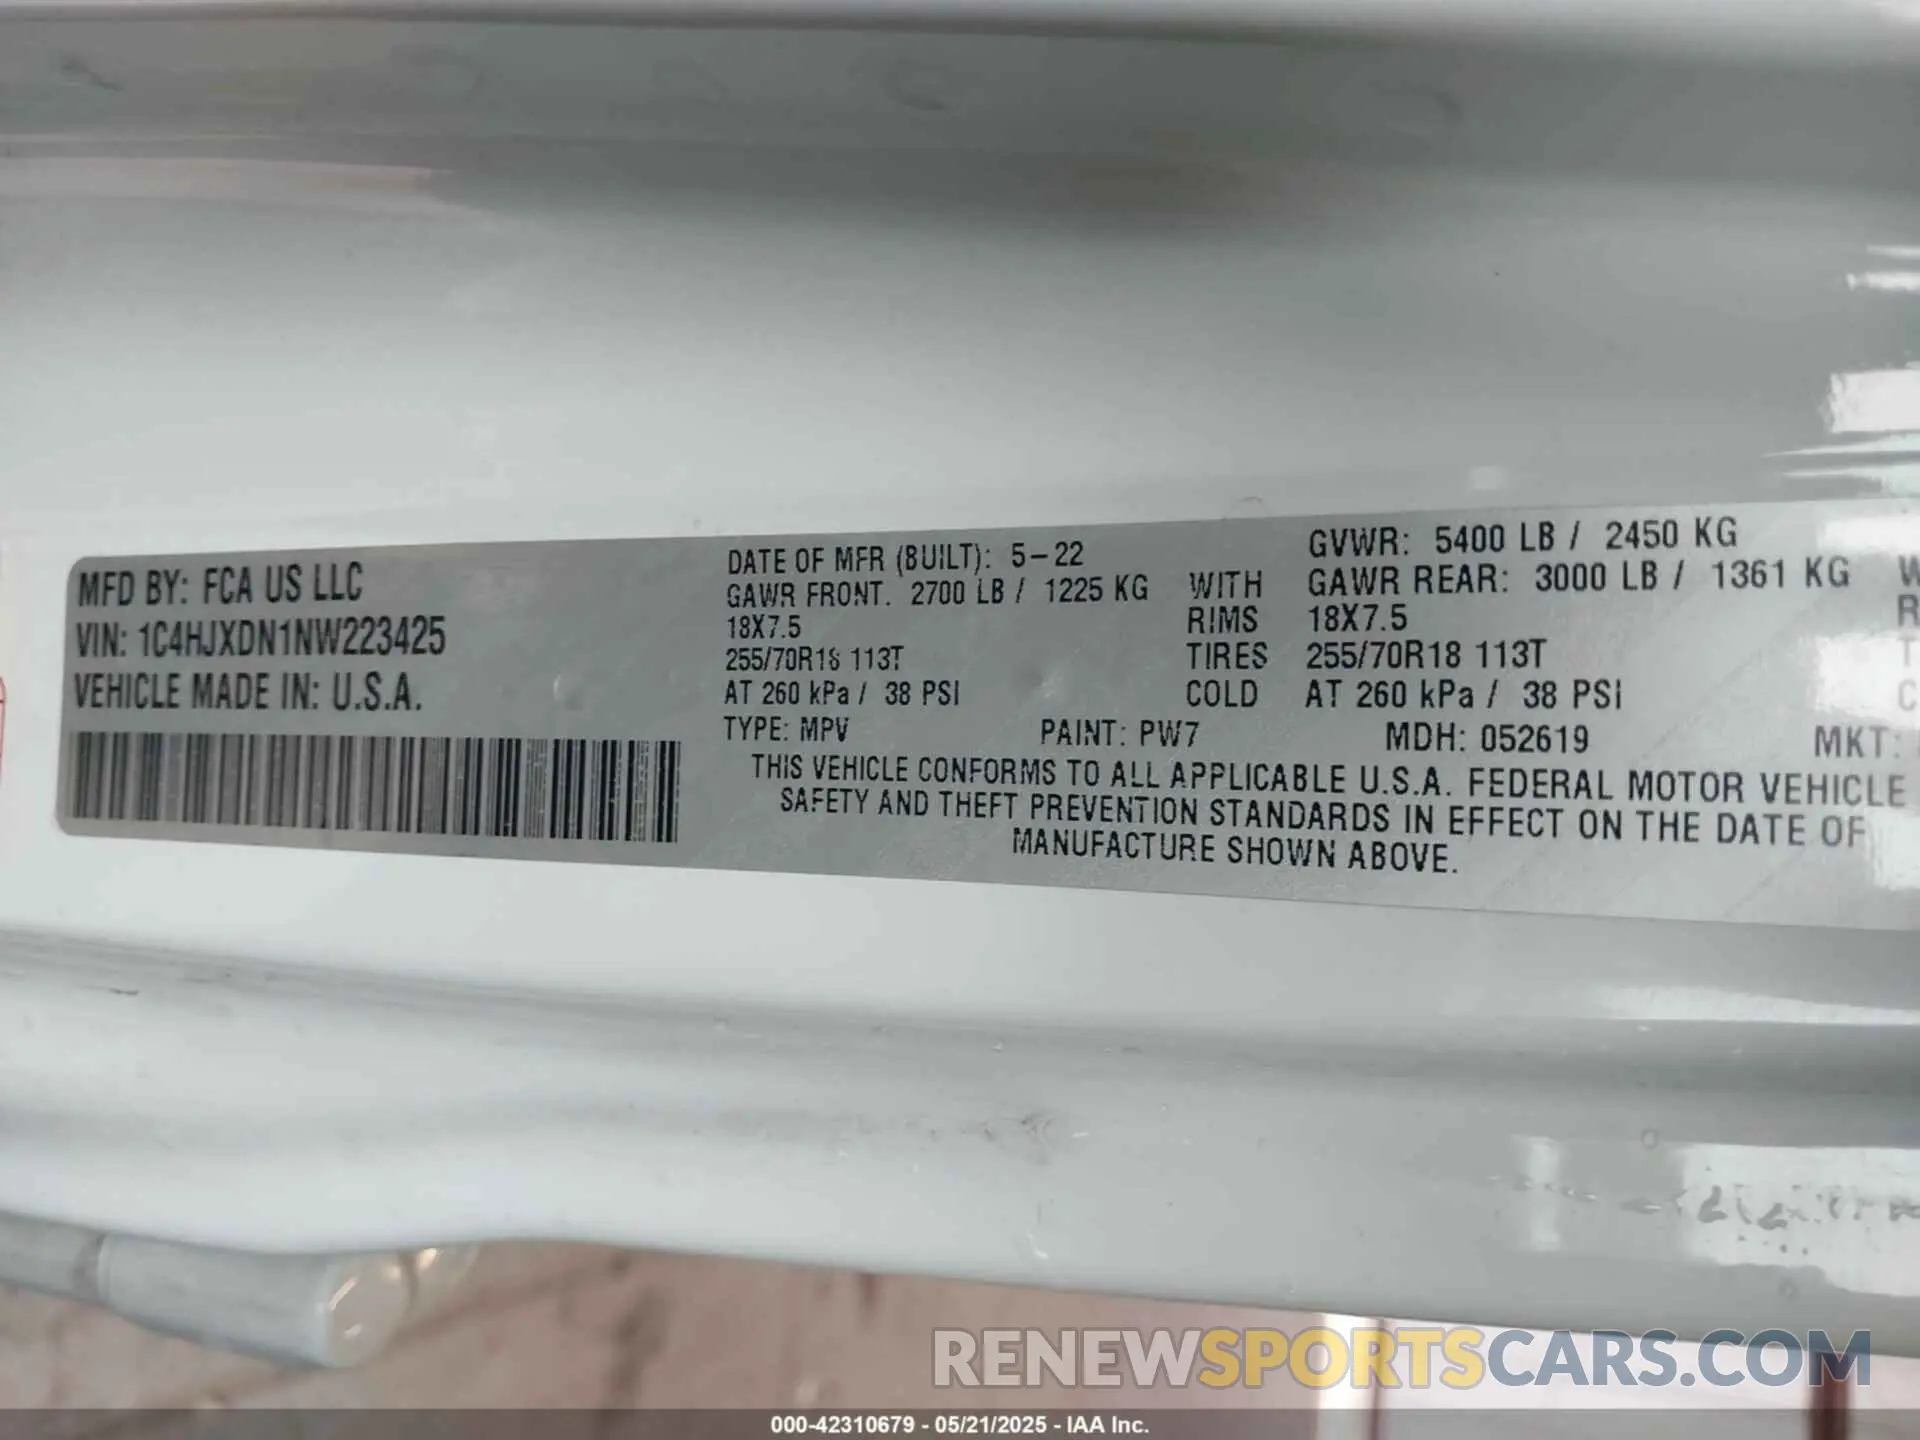 MFD BY: FCA US LLC
VIN: 1C4HJXDN1NW223425
VEHICLE MADE IN: U.S.A.
DATE OF MFR (BUILT): 5-22 GVWR: 5400 LB / 2450 KG
GAWR FRONT. 2700 LB / 1225 KG WITH GAWR REAR: 3000 LB / 1361 KG
18X7.5 RIMS 18X7.5
255/70R18 113T TIRES 255/70R18 113T
AT 260 kPa / 38 PSI COLD AT 260 kPa / 38 PSI
TYPE: MPV PAINT: PW7 MDH: 052619 MKT:
THIS VEHICLE CONFORMS TO ALL APPLICABLE U.S.A. FEDERAL MOTOR VEHICLE
SAFETY AND THEFT PREVENTION STANDARDS IN EFFECT ON THE DATE OF
MANUFACTURE SHOWN ABOVE.
RENEWSPORTSCARS.COM
000-42310679 - 05/21/2025 - IAA Inc.